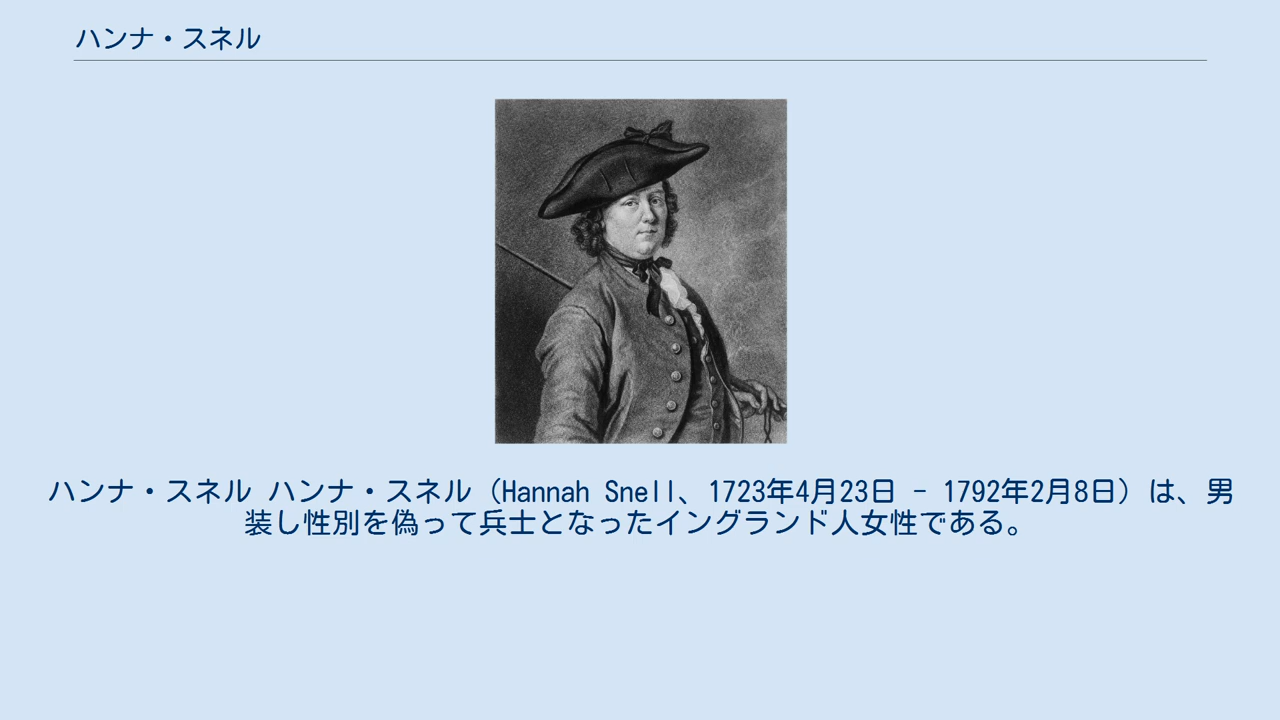 ハンナ・スネル
ハンナ・スネル ハンナ・スネル（Hannah Snell、1723年4月23日 - 1792年2月8日）は、男
装し性別を偽って兵士となったイングランド人女性である。